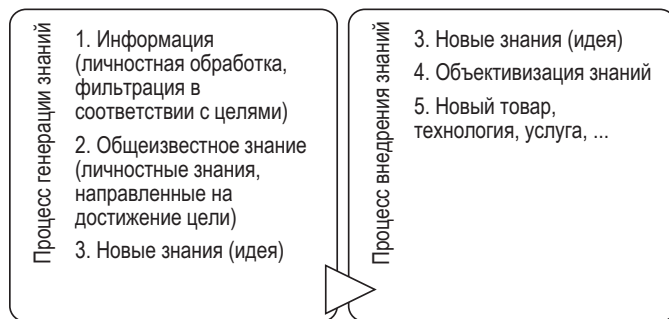 Процесс генерации знаний
1. Информация
(личностная обработка,
фильтрация в
соответствии с целями)
2. Общеизвестное знание
(личностные знания,
направленные на
достижение цели)
3. Новые знания (идея)
Процесс внедрения знаний
3. Новые знания (идея)
4. Объективизация знаний
5. Новый товар,
технология, услуга, ...